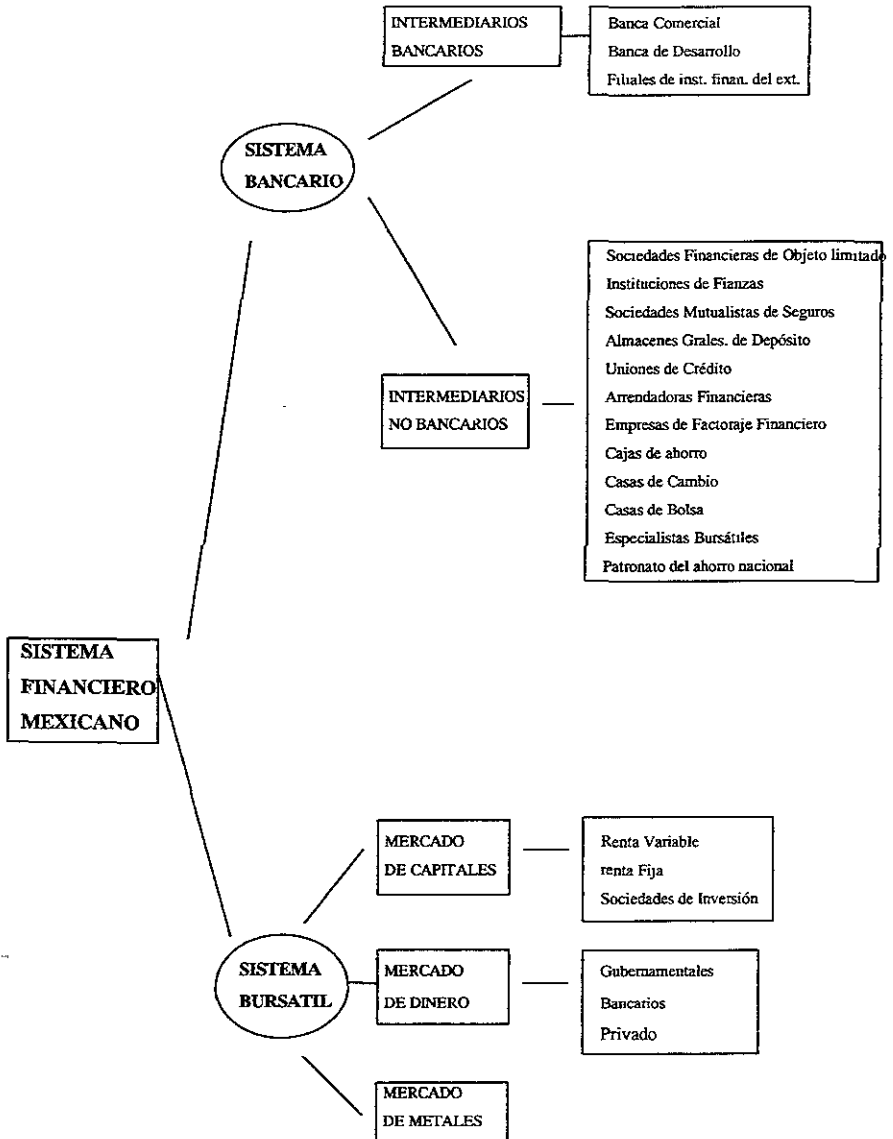 INTERMEDIARIOS
BANCARIOS
Banca Comercial
Banca de Desarrollo
Filiales de inst. finan. del ext.
SISTEMA
BANCARIO
Sociedades Financieras de Objeto limitado
Instituciones de Fianzas
Sociedades Mutualistas de Seguros
Almacenes Grales. de Depósito
Uniones de Crédito
Arrendadoras Financieras
Empresas de Factoraje Financiero
Cajas de ahorro
Casas de Cambio
Casas de Bolsa
Especialistas Bursátiles
Patronato del ahorro nacional
INTERMEDIARIOS
NO BANCARIOS
SISTEMA
FINANCIERO
MEXICANO
MERCADO
DE CAPITALES
Renta Variable
renta Fija
Sociedades de Inversión
SISTEMA
BURSATIL
MERCADO
DE DINERO
Gubernamentales
Bancarios
Privado
MERCADO
DE METALES